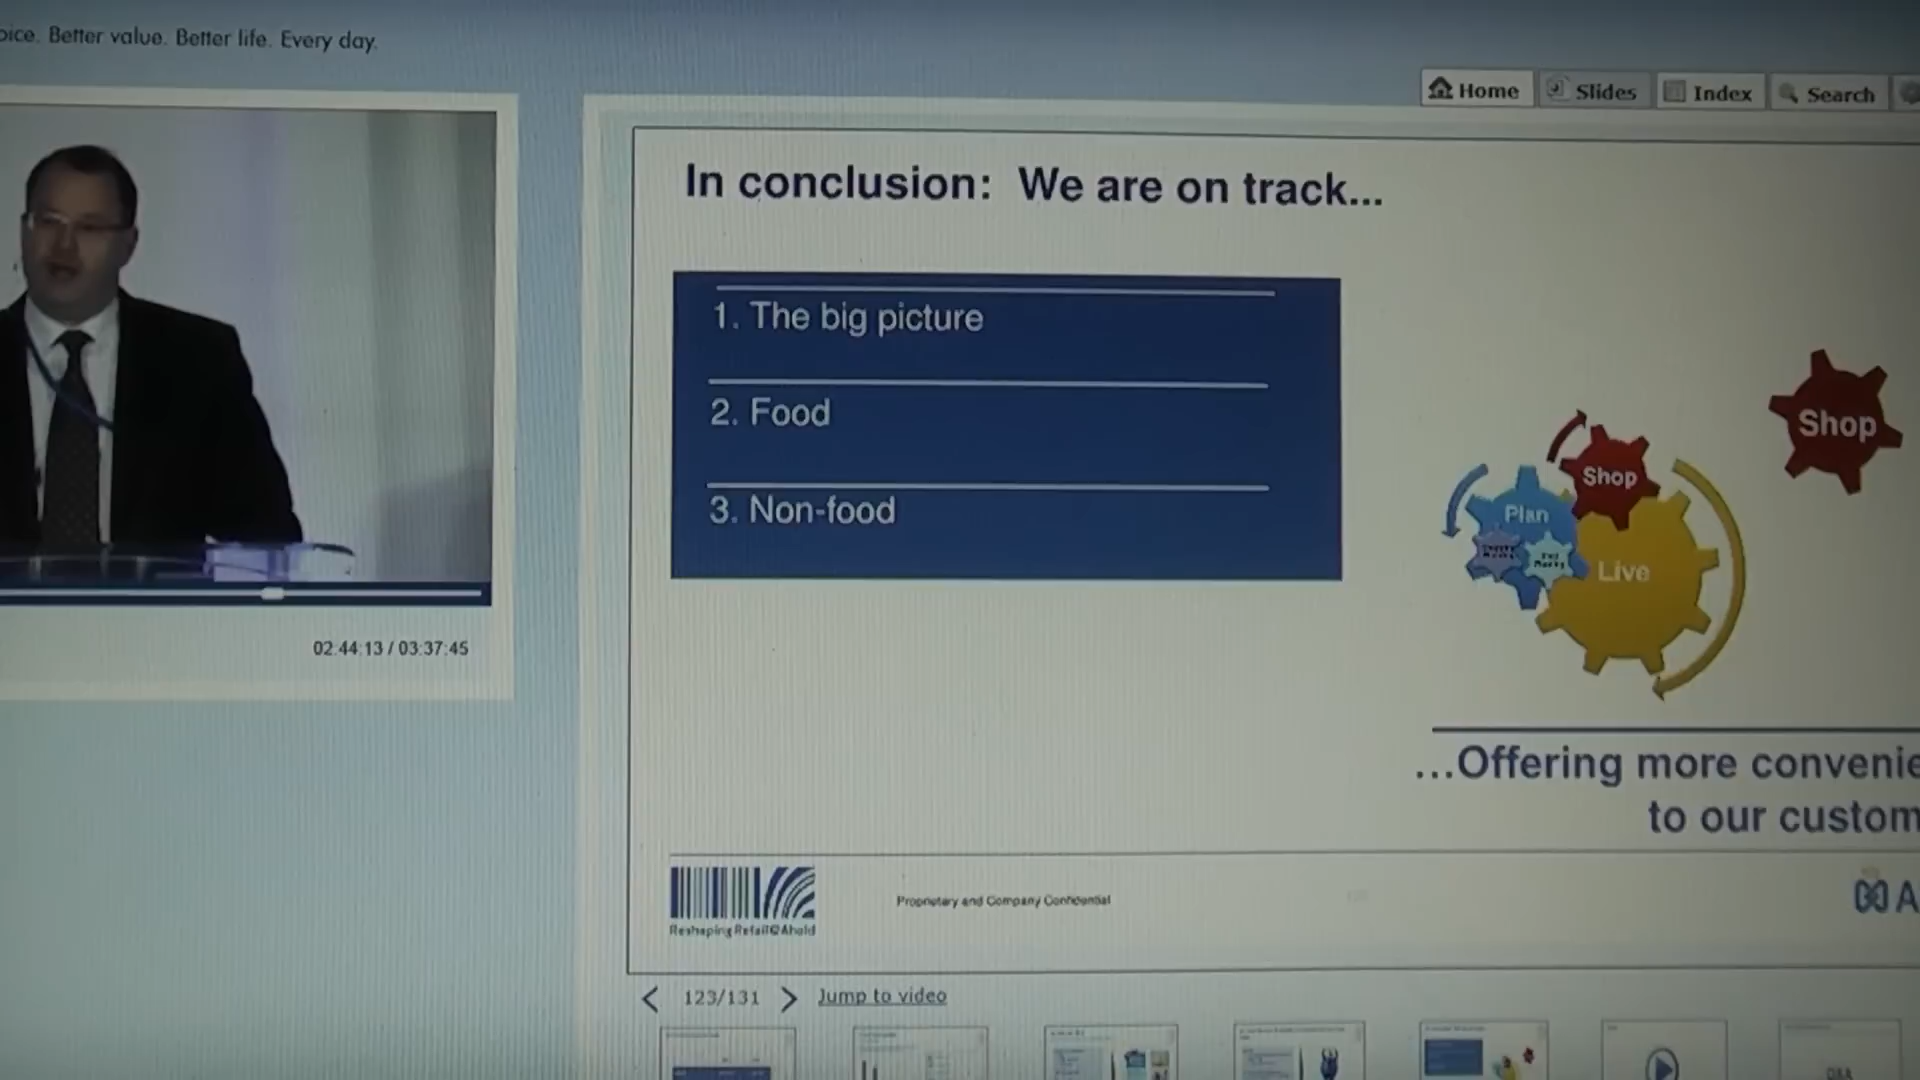 oice. Better value. Better life. Every day.
Home Slides Index Search
In conclusion: We are on track...
1. The big picture
2. Food
3. Non-food
Shop
Shop
Plan
Live
...Offering more convenie
to our custom
02:44:13 / 03:37:45
Reshaping Retail@Ahold
Proprietary and Company Confidential
A
123/131 Jump to video
Q&A